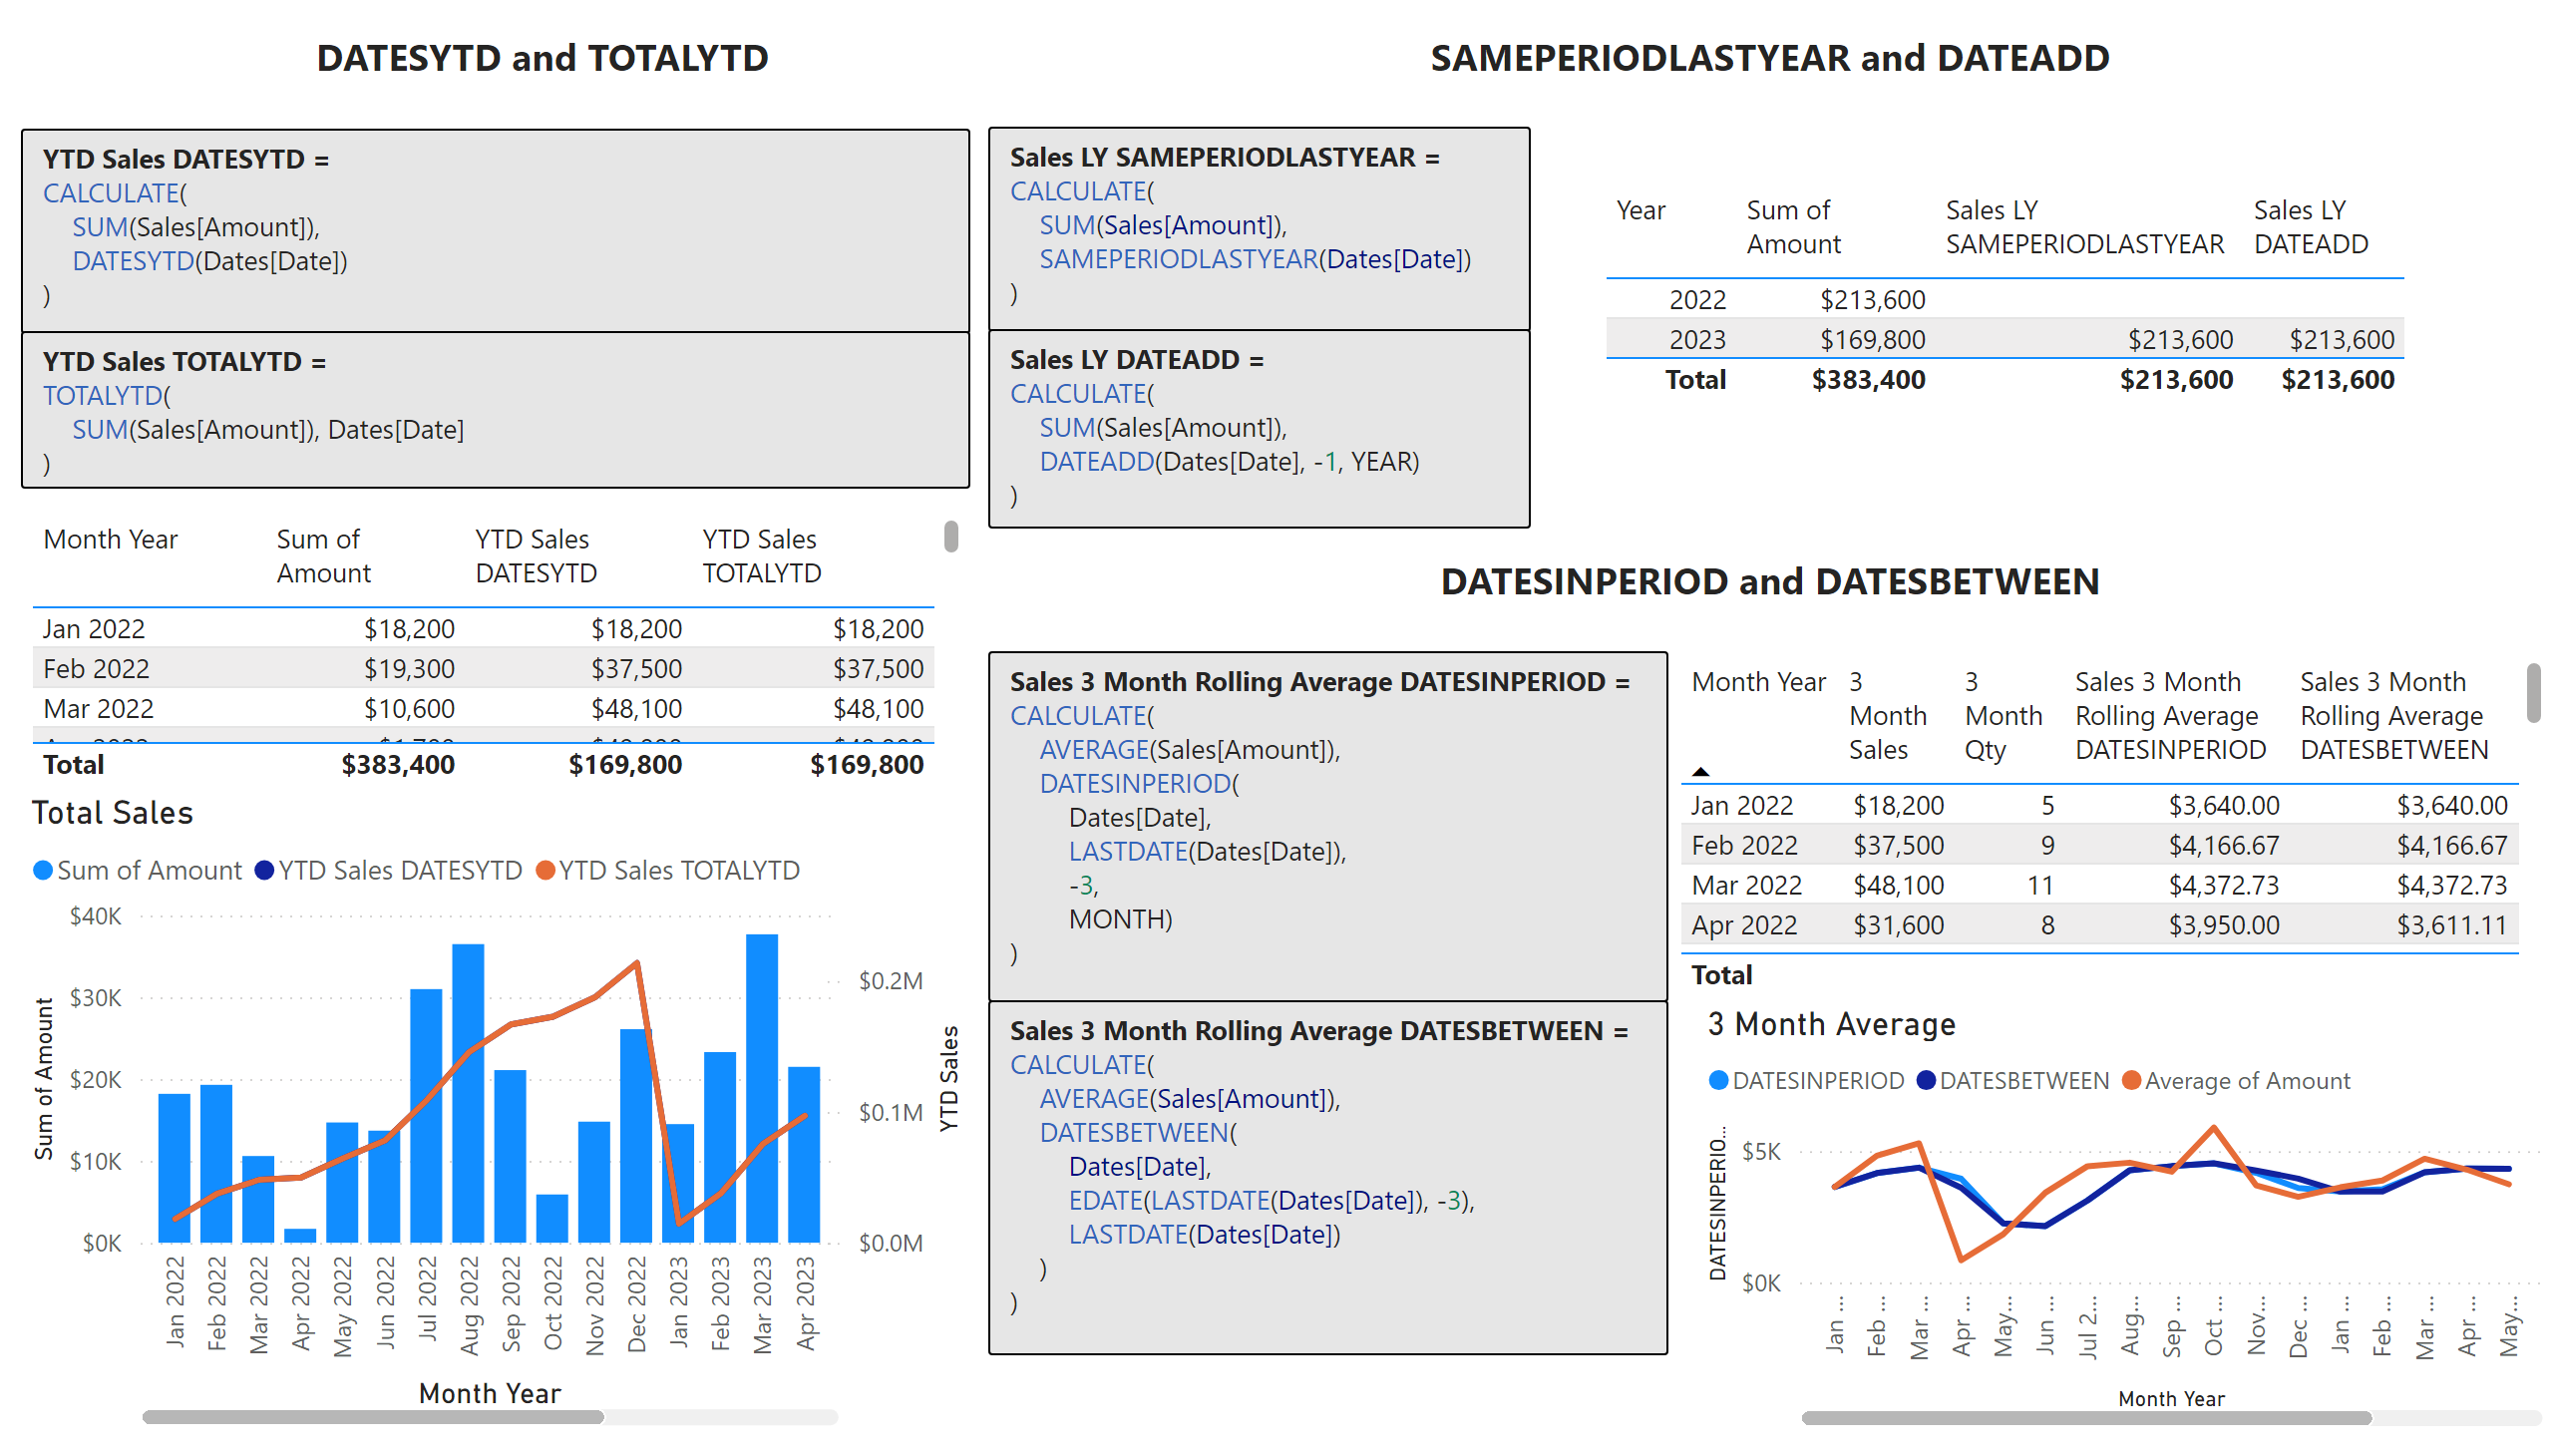 DATESYTD and TOTALYTD
YTD Sales DATESYTD =
CALCULATE(
SUM(Sales[Amount]),
DATESYTD(Dates[Date])
)
YTD Sales TOTALYTD =
TOTALYTD(
SUM(Sales[Amount]), Dates[Date]
)
Month Year Sum of Amount YTD Sales DATESYTD YTD Sales TOTALYTD
Jan 2022 $18,200 $18,200 $18,200
Feb 2022 $19,300 $37,500 $37,500
Mar 2022 $10,600 $48,100 $48,100
Total $383,400 $169,800 $169,800
Total Sales
Sum of Amount YTD Sales DATESYTD YTD Sales TOTALYTD
Sum of Amount
$40K
$30K
$20K
$10K
$0K
$0.2M
$0.1M
$0.0M
YTD Sales
Jan 2022
Feb 2022
Mar 2022
Apr 2022
May 2022
Jun 2022
Jul 2022
Aug 2022
Sep 2022
Oct 2022
Nov 2022
Dec 2022
Jan 2023
Feb 2023
Mar 2023
Apr 2023
Month Year
SAMEPERIODLASTYEAR and DATEADD
Sales LY SAMEPERIODLASTYEAR =
CALCULATE(
SUM(Sales[Amount]),
SAMEPERIODLASTYEAR(Dates[Date])
)
Sales LY DATEADD =
CALCULATE(
SUM(Sales[Amount]),
DATEADD(Dates[Date], -1, YEAR)
)
Year Sum of Amount Sales LY SAMEPERIODLASTYEAR Sales LY DATEADD
2022 $213,600
2023 $169,800 $213,600 $213,600
Total $383,400 $213,600 $213,600
DATESINPERIOD and DATESBETWEEN
Sales 3 Month Rolling Average DATESINPERIOD =
CALCULATE(
AVERAGE(Sales[Amount]),
DATESINPERIOD(
Dates[Date],
LASTDATE(Dates[Date]),
-3,
MONTH)
)
Sales 3 Month Rolling Average DATESBETWEEN =
CALCULATE(
AVERAGE(Sales[Amount]),
DATESBETWEEN(
Dates[Date],
EDATE(LASTDATE(Dates[Date]), -3),
LASTDATE(Dates[Date])
)
)
Month Year 3 Month Sales 3 Month Qty Sales 3 Month Rolling Average DATESINPERIOD Sales 3 Month Rolling Average DATESBETWEEN
Jan 2022 $18,200 5 $3,640.00 $3,640.00
Feb 2022 $37,500 9 $4,166.67 $4,166.67
Mar 2022 $48,100 11 $4,372.73 $4,372.73
Apr 2022 $31,600 8 $3,950.00 $3,611.11
Total
3 Month Average
DATESINPERIOD DATESBETWEEN Average of Amount
DATESINPERIO...
$5K
$0K
Jan ...
Feb ...
Mar ...
Apr ...
May...
Jun ...
Jul 2...
Aug...
Sep ...
Oct ...
Nov...
Dec ...
Jan ...
Feb ...
Mar ...
Apr ...
May...
Month Year